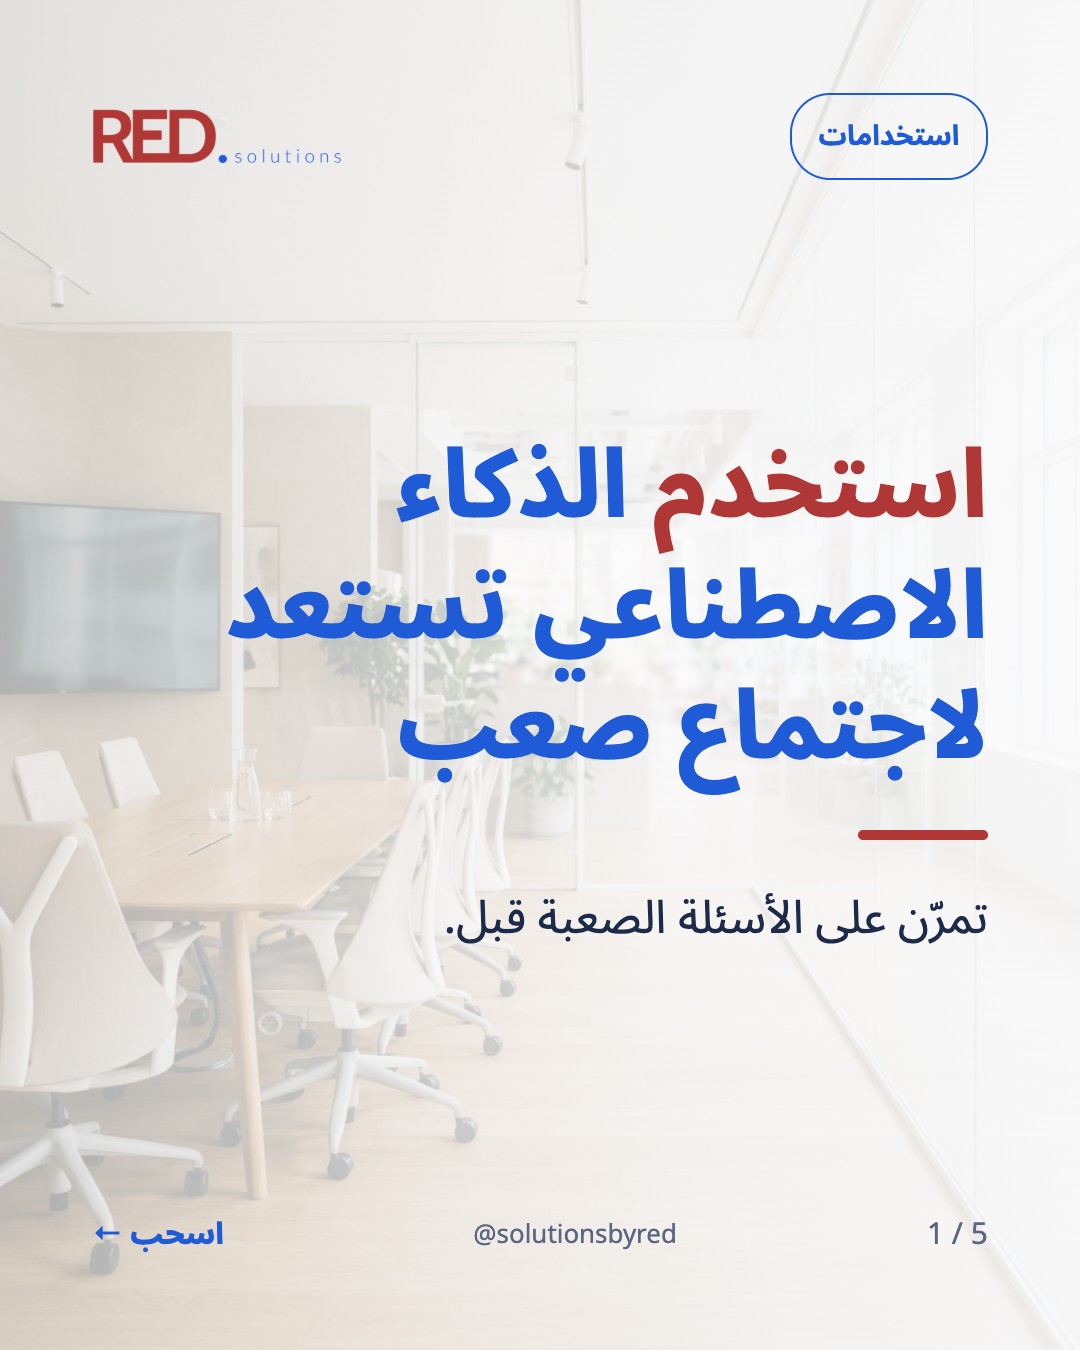 RED.solutions
استخدامات
استخدم الذكاء
الاصطناعي تستعد
لاجتماع صعب
تمرّن على الأسئلة الصعبة قبل.
1 / 5
@solutionsbyred
اسحب ←